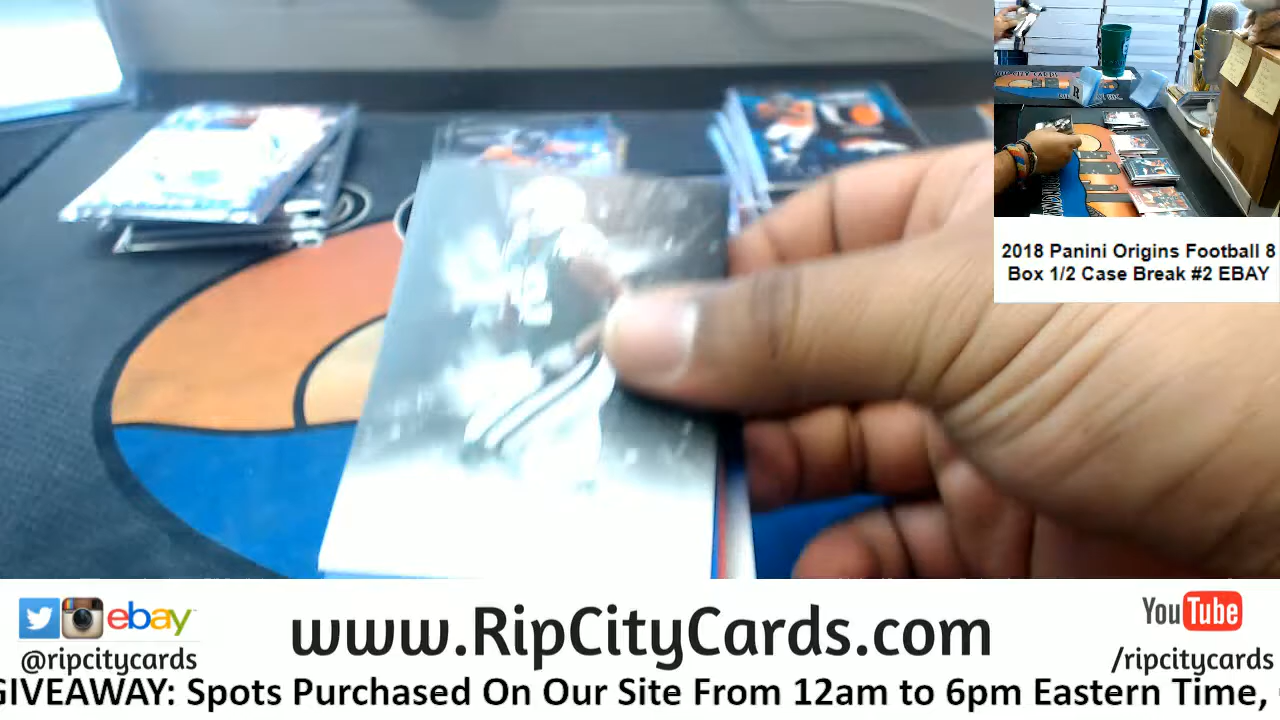 2018 Panini Origins Football 8
Box 1/2 Case Break #2 EBAY
ebay
@ripcitycards
www.RipCityCards.com
YouTube
/ripcitycards
GIVEAWAY: Spots Purchased On Our Site From 12am to 6pm Eastern Time,